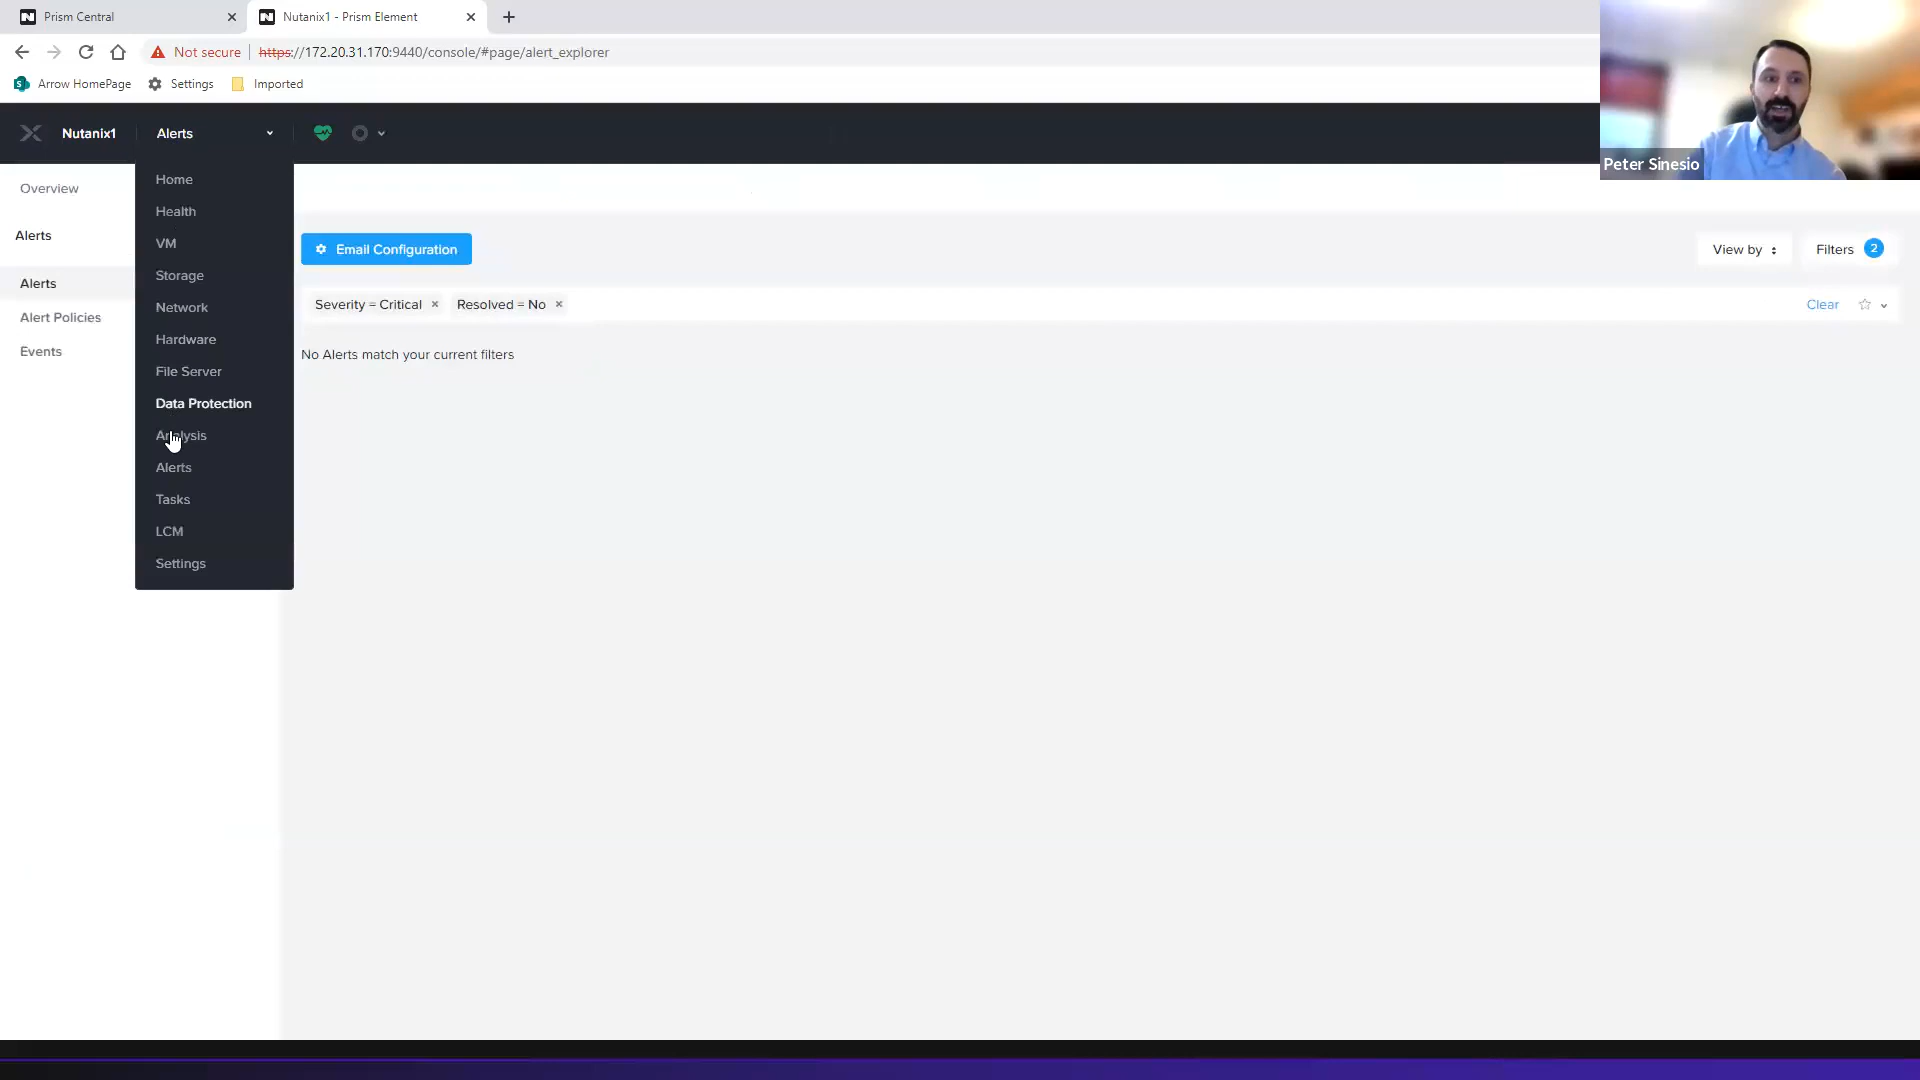 Prism Central
Nutanix1 - Prism Element
Not secure
https://172.20.31.170:9440/console/#page/alert_explorer
Arrow HomePage
Settings
Imported
Peter Sinesio
Nutanix1
Alerts
Overview
Alerts
Alerts
Alert Policies
Events
Home
Health
VM
Storage
Network
Hardware
File Server
Data Protection
Analysis
Alerts
Tasks
LCM
Settings
Email Configuration
View by
Filters 2
Severity = Critical × Resolved = No ×
Clear
No Alerts match your current filters